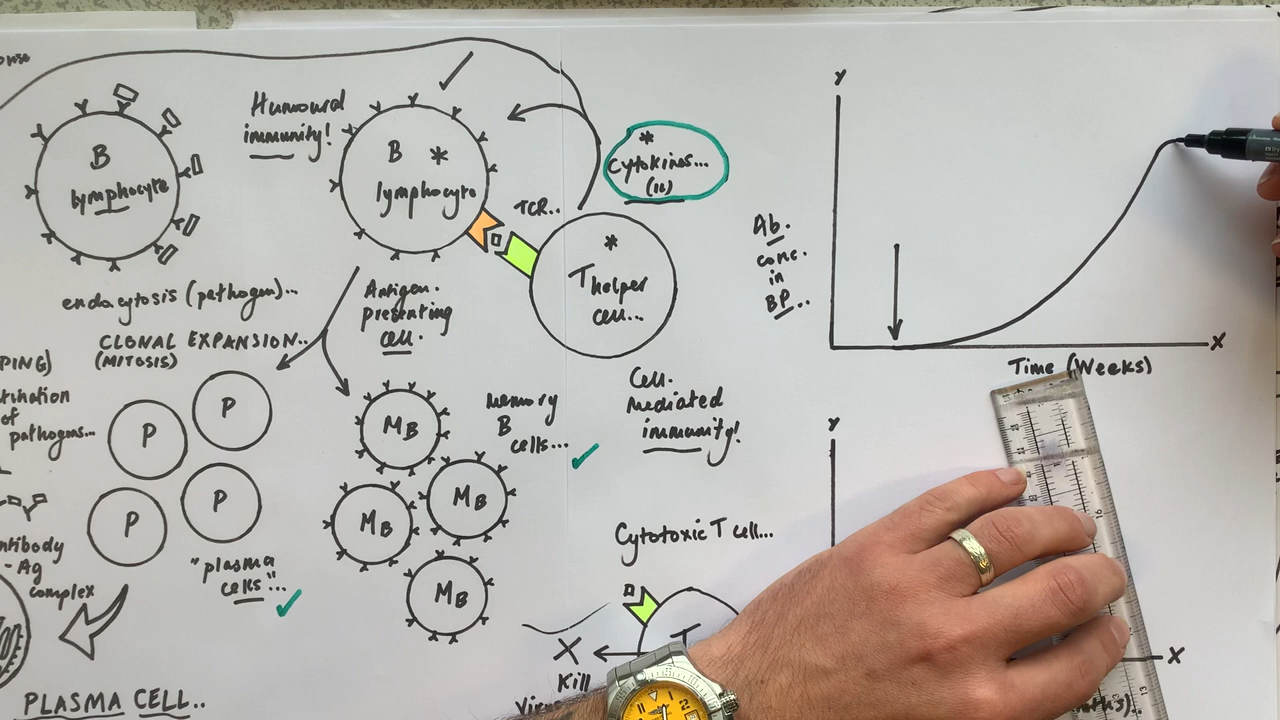 B
lymphocyte
Humoural
immunity!
B *
lymphocyte
TCR..
*
Cytokines...
(IL)
*
T helper
cell...
endocytosis (pathogen)...
CLONAL EXPANSION..
(MITOSIS)
Antigen.
presenting
cell.
PING)
of
pathogens...
P
P
P
P
"plasma
cells"...
MB
MB
MB
MB
memory
B
cells...
Cell.
mediated
immunity!
Cytotoxic T cell...
T
X
Kill
Ag
complex
PLASMA CELL..
y
Ab.
conc.
in
BP..
X
Time (Weeks)
y
X